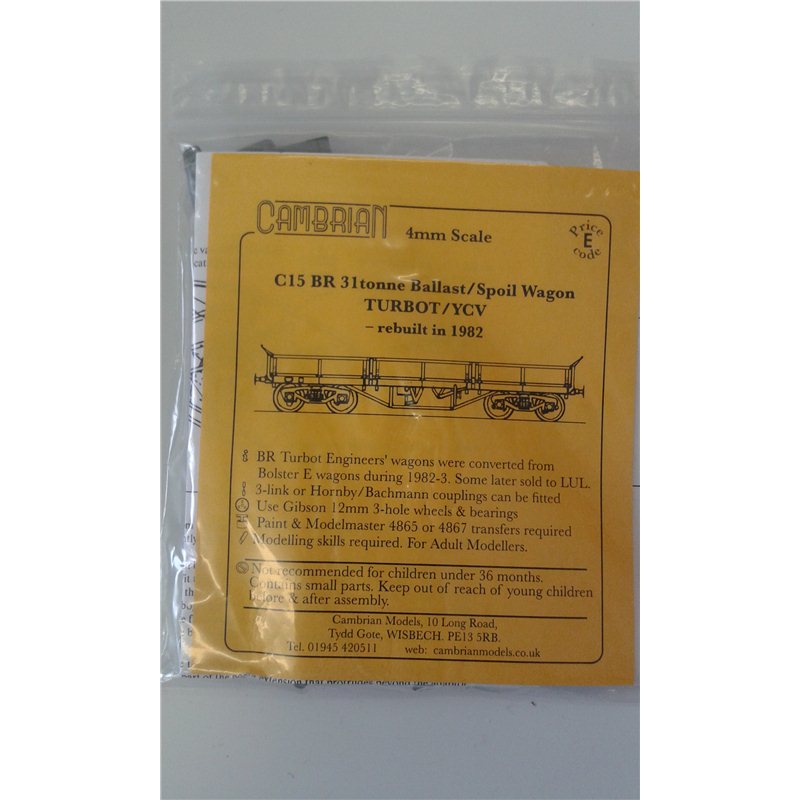 CAMBRIAN
4mm Scale
Price
E
code
C15 BR 31tonne Ballast/Spoil Wagon
TURBOT/YCV
– rebuilt in 1982
BR Turbot Engineers' wagons were converted from
Bolster E wagons during 1982-3. Some later sold to LUL.
3-link or Hornby/Bachmann couplings can be fitted
Use Gibson 12mm 3-hole wheels & bearings
Paint & Modelmaster 4865 or 4867 transfers required
Modelling skills required. For Adult Modellers.
Not recommended for children under 36 months.
Contains small parts. Keep out of reach of young children
before & after assembly.
Cambrian Models, 10 Long Road,
Tydd Gote, WISBECH. PE13 5RB.
Tel. 01945 420511 web: cambrianmodels.co.uk